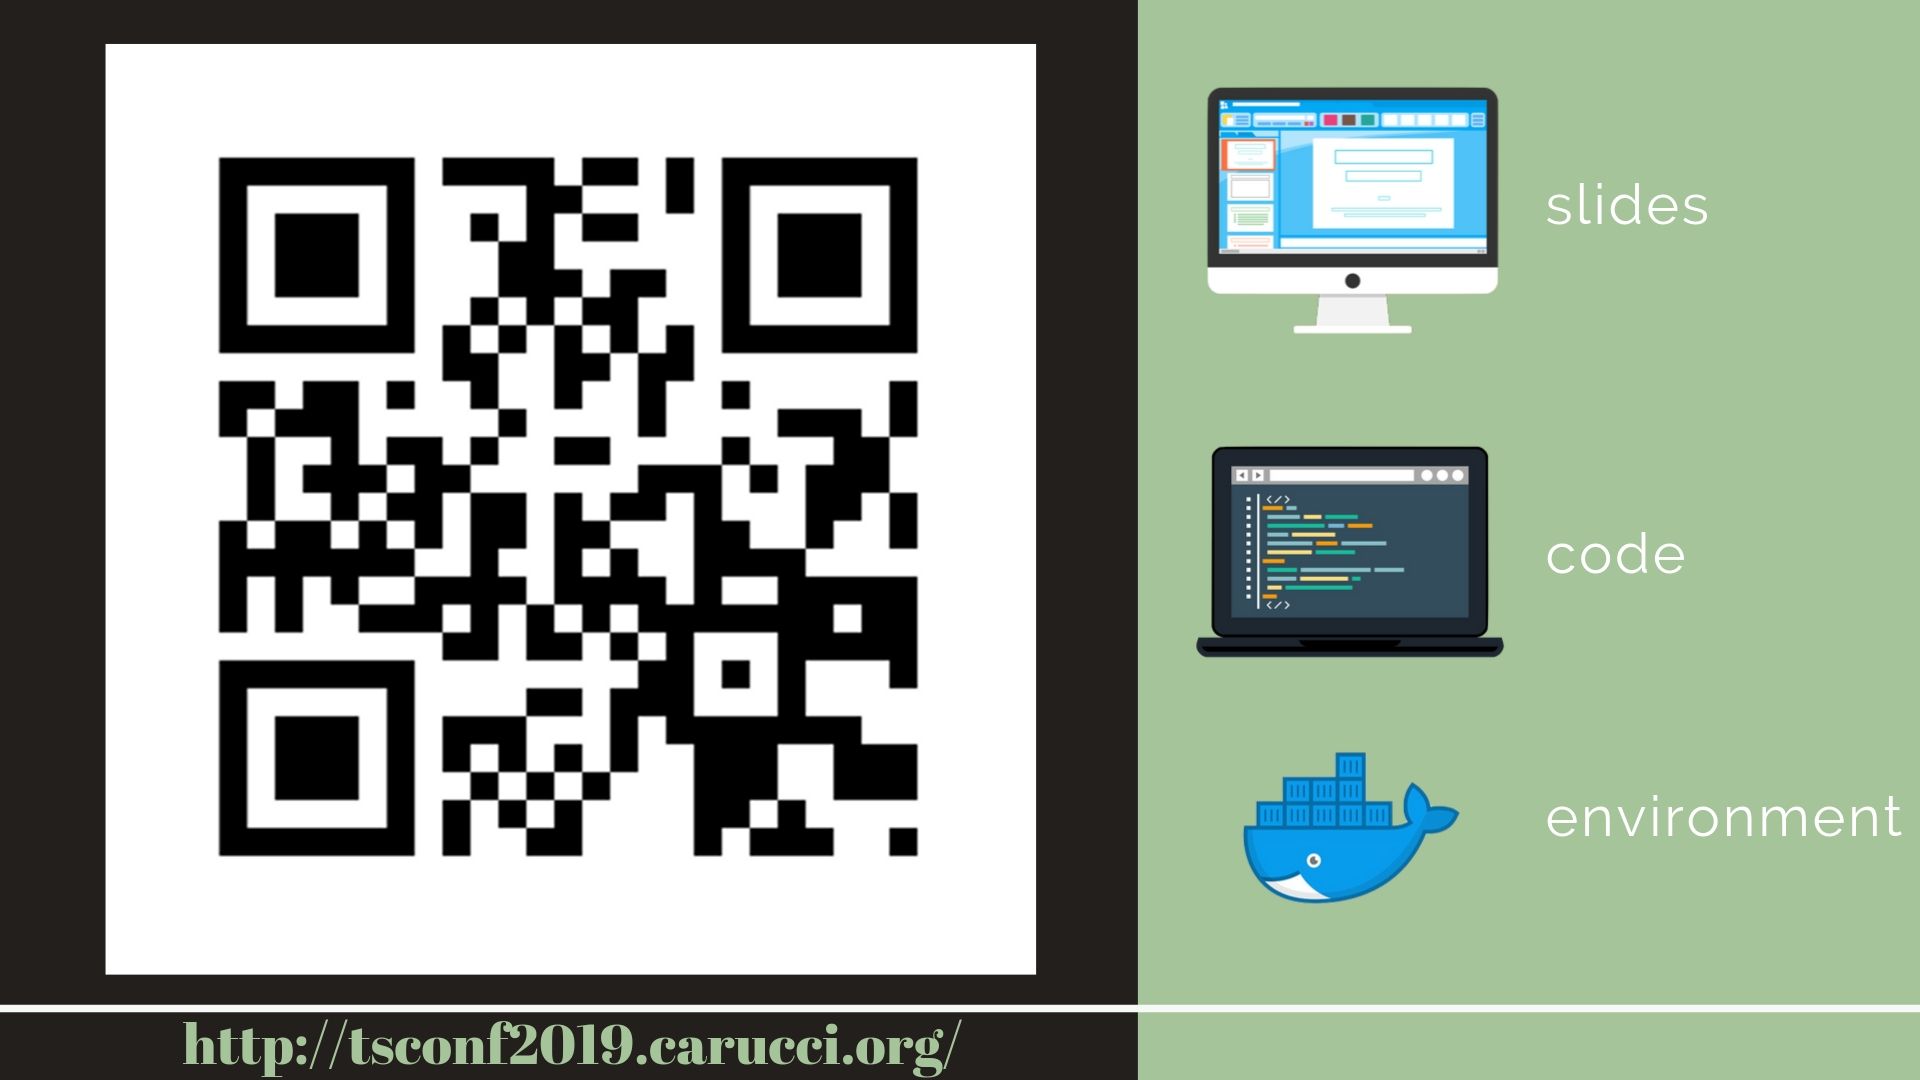 slides
</>
</>
code
environment
http://tsconf2019.carucci.org/